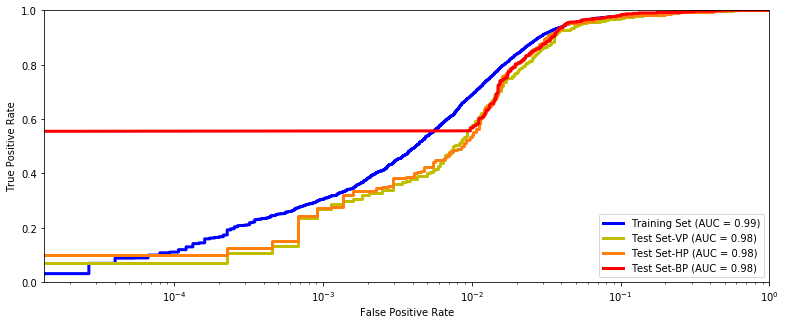 1.0
0.8
0.6
0.4
0.2
0.0
True Positive Rate
Training Set (AUC = 0.99)
Test Set-VP (AUC = 0.98)
Test Set-HP (AUC = 0.98)
Test Set-BP (AUC = 0.98)
10⁻⁴ 10⁻³ 10⁻² 10⁻¹ 10⁰
False Positive Rate